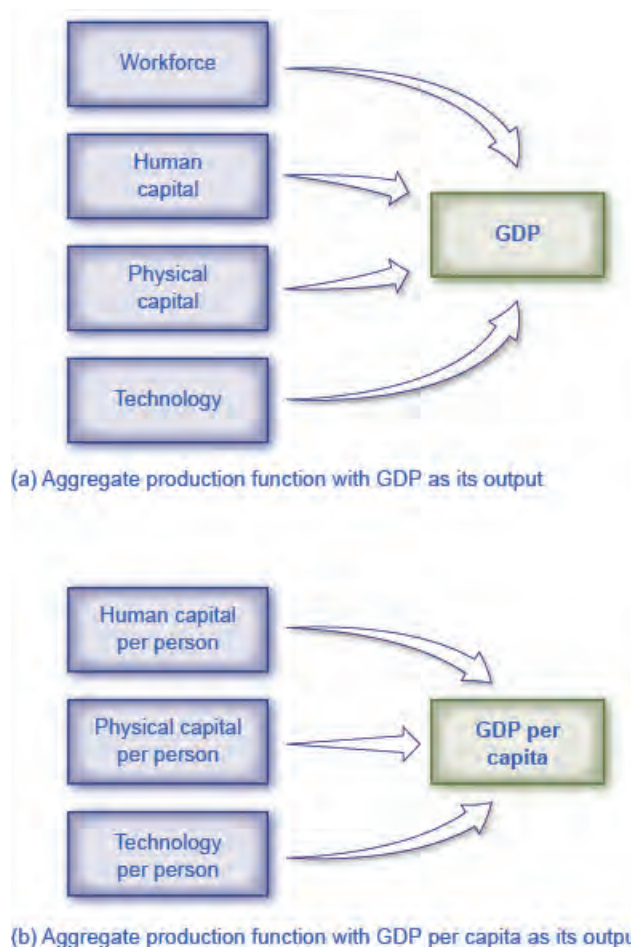 Workforce
Human
capital
Physical
capital
Technology
GDP
(a) Aggregate production function with GDP as its output
Human capital
per person
Physical capital
per person
Technology
per person
GDP per
capita
(b) Aggregate production function with GDP per capita as its outpu